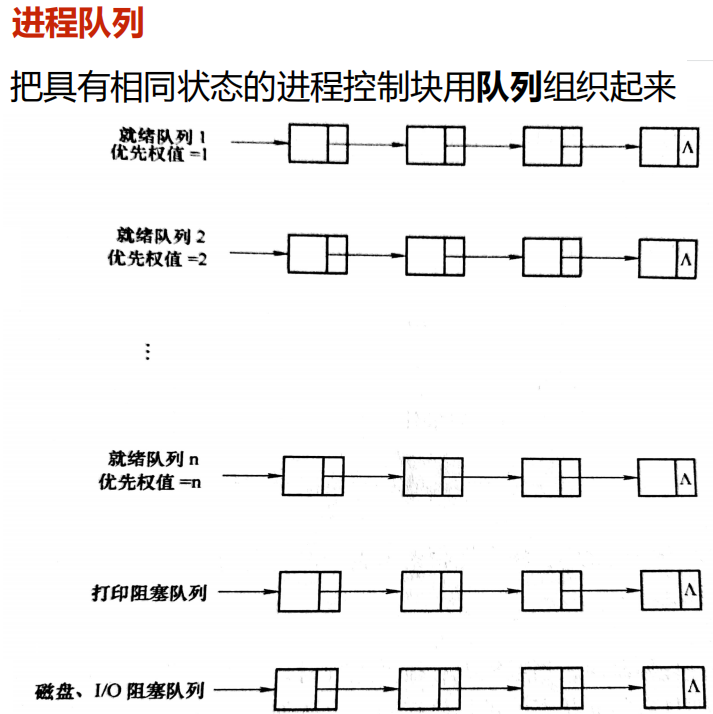 进程队列
把具有相同状态的进程控制块用队列组织起来
就绪队列 1
优先权值 =1
Λ
就绪队列 2
优先权值 =2
Λ
⋮
就绪队列 n
优先权值 =n
Λ
打印阻塞队列
Λ
磁盘、I/O 阻塞队列
Λ